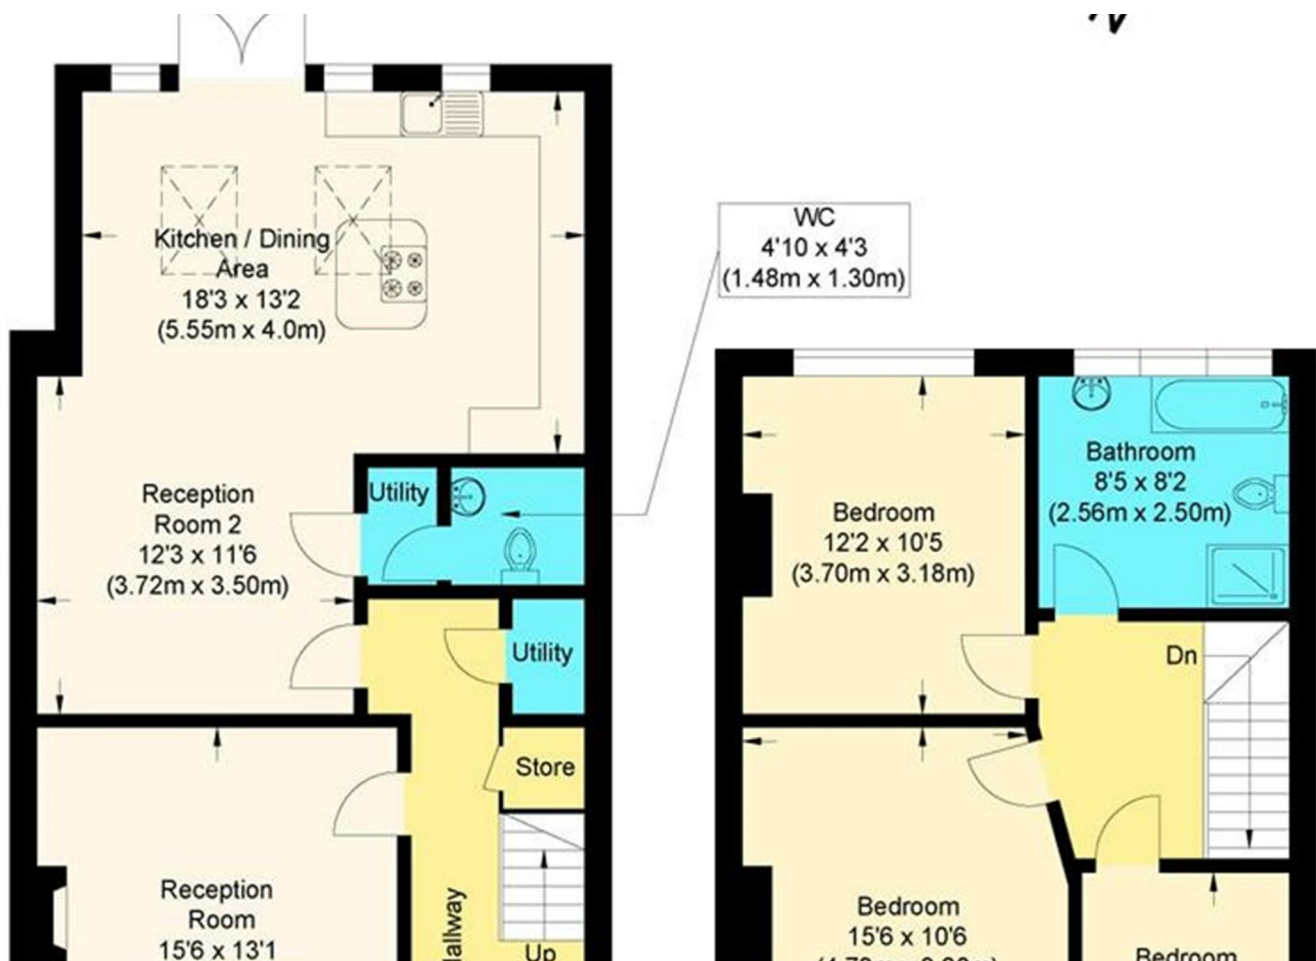 Kitchen / Dining
Area
18'3 x 13'2
(5.55m x 4.0m)
WC
4'10 x 4'3
(1.48m x 1.30m)
Utility
Reception
Room 2
12'3 x 11'6
(3.72m x 3.50m)
Utility
Store
Reception
Room
15'6 x 13'1
Up
Bedroom
12'2 x 10'5
(3.70m x 3.18m)
Bathroom
8'5 x 8'2
(2.56m x 2.50m)
Dn
Bedroom
15'6 x 10'6
Bedroom